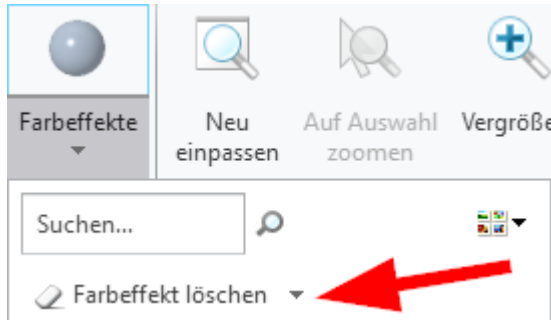 Farbeffekte
Neu
einpassen
Auf Auswahl
zoomen
Vergröße
Suchen...
Farbeffekt löschen